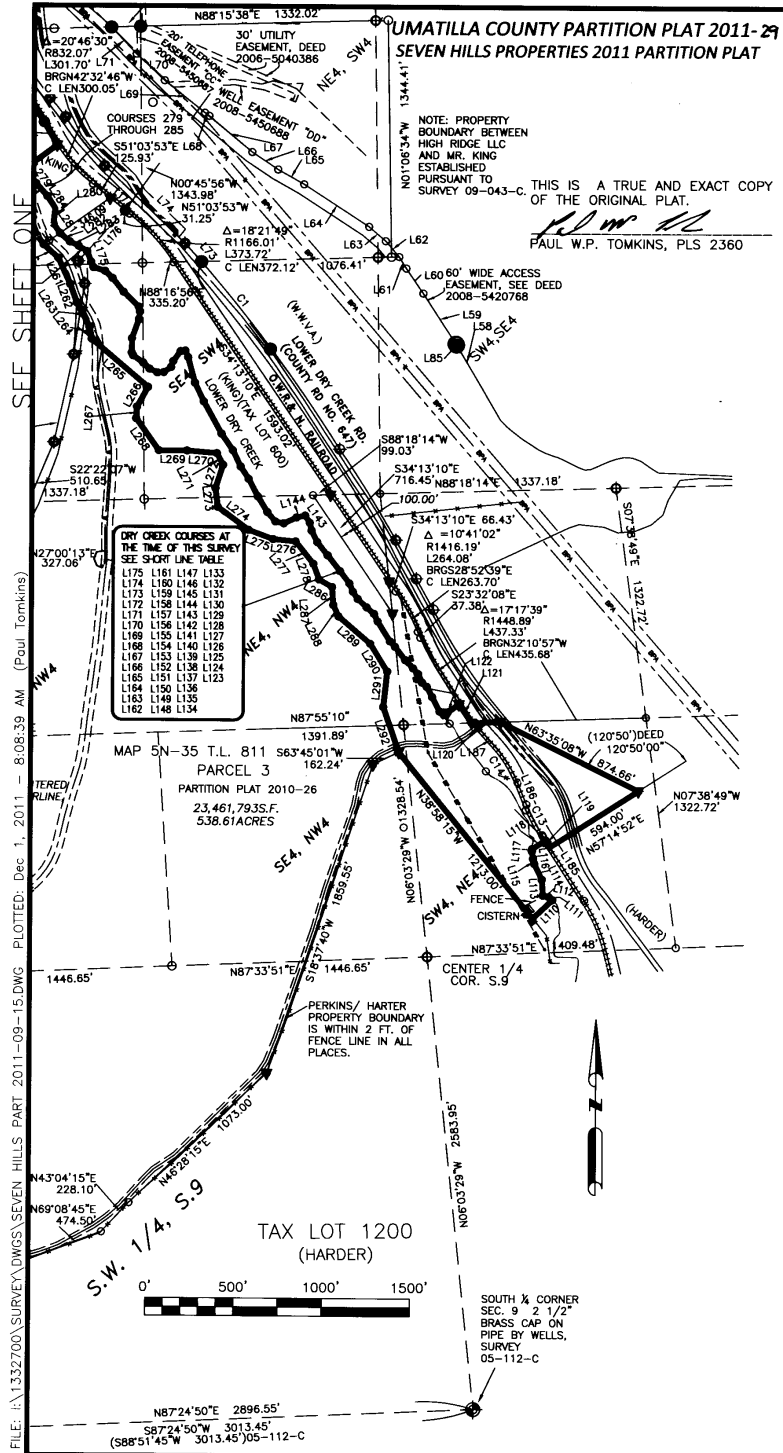 UMATILLA COUNTY PARTITION PLAT 2011-29
SEVEN HILLS PROPERTIES 2011 PARTITION PLAT
N88°15'38"E 1332.02'
Δ=20°46'30"
R832.07'
L301.70'
BRGN42°32'46"W
C LEN300.05'
L71
L70
L69
20' TELEPHONE
EASEMENT "CC"
2008-5450687
WELL EASEMENT "DD"
2008-5450688
30' UTILITY
EASEMENT, DEED
2006-5040386
NE4, SW4
N01°06'34"W 1344.41'
NOTE: PROPERTY
BOUNDARY BETWEEN
HIGH RIDGE LLC
AND MR. KING
ESTABLISHED
PURSUANT TO
SURVEY 09-043-C.
THIS IS A TRUE AND EXACT COPY
OF THE ORIGINAL PLAT.
PAUL W.P. TOMKINS, PLS 2360
COURSES 279
THROUGH 285
S51°03'53"E
125.93'
L68
L67
L66
L65
L64
L63
L62
L61
L60
60' WIDE ACCESS
EASEMENT, SEE DEED
2008-5420768
L59
L58
L85
SW4,SE4
N00°45'56"W
1343.98'
N51°03'53"W
31.25'
L74
L73
Δ=18°21'49"
R1166.01'
L373.72'
C LEN372.12'
1076.41'
(KING)
N88°16'56"E
335.20'
C1
L175
L176
L261
L262
L263
L264
L265
L266
L267
L268
L269
L270
L271
L273
L274
L275
L276
L277
L278
L286
L287
L288
L289
L290
L291
L292
SEE SHEET ONE
SE4, SW4
S34°13'10"E 1593.02'
(KING)(TAX LOT 600)
LOWER DRY CREEK
O.W.R.& N. RAILROAD
(W.W.V.A.)
LOWER DRY CREEK RD.
(COUNTY RD NO. 647)
BPA
S22°22'07"W
510.65'
1337.18'
N27°00'13"E
327.06'
L144
L143
S88°18'14"W
99.03'
S34°13'10"E
716.45'
N88°18'14"E 1337.18'
100.00'
S34°13'10"E 66.43'
Δ =10°41'02"
R1416.19'
L264.08'
BRGS28°52'39"E
C LEN263.70'
S23°32'08"E
37.38'
Δ=17°17'39"
R1448.89'
L437.33'
BRGN32°10'57"W
C LEN435.68'
S07°38'49"E
1322.72'
DRY CREEK COURSES AT
THE TIME OF THIS SURVEY
SEE SHORT LINE TABLE
L175 L161 L147 L133
L174 L160 L146 L132
L173 L159 L145 L131
L172 L158 L144 L130
L171 L157 L143 L129
L170 L156 L142 L128
L169 L155 L141 L127
L168 L154 L140 L126
L167 L153 L139 L125
L166 L152 L138 L124
L165 L151 L137 L123
L164 L150 L136
L163 L149 L135
L162 L148 L134
NE4, NW4
NW4
L122
L121
L120
L187
N87°55'10"
1391.89'
S63°45'01"W
162.24'
N63°35'08"W
874.66'
(120°50')DEED
120°50'00"
MAP 5N-35 T.L. 811
PARCEL 3
PARTITION PLAT 2010-26
23,461,793S.F.
538.61ACRES
N38°58'15"W
1213.00'
C14
L186-C13
L119
L118
L117
L116
L115
L114
L113
L112
L111
L110
L185
594.00'
N57°14'52"E
N07°38'49"W
1322.72'
N06°03'29"W 01328.54'
SE4, NW4
SW4, NE4
FENCE
CISTERN
(HARDER)
S18°37'40"W 1859.55'
N87°33'51"E 1446.65'
1446.65'
N87°33'51"E 1409.48'
CENTER 1/4
COR. S.9
PERKINS/ HARTER
PROPERTY BOUNDARY
IS WITHIN 2 FT. OF
FENCE LINE IN ALL
PLACES.
N46°28'15"E 1073.00'
N43°04'15"E
228.10'
N69°08'45"E
474.50'
S.W. 1/4, S.9
N06°03'29"W 2583.95'
N
TAX LOT 1200
(HARDER)
0' 500' 1000' 1500'
SOUTH ¼ CORNER
SEC. 9 2 1/2"
BRASS CAP ON
PIPE BY WELLS,
SURVEY
05-112-C
N87°24'50"E 2896.55'
S87°24'50"W 3013.45'
(S88°51'45"W 3013.45')05-112-C
FILE: I:\1332700\SURVEY\DWGS\SEVEN HILLS PART 2011-09-15.DWG PLOTTED: Dec 1, 2011 - 8:08:39 AM (Paul Tomkins)